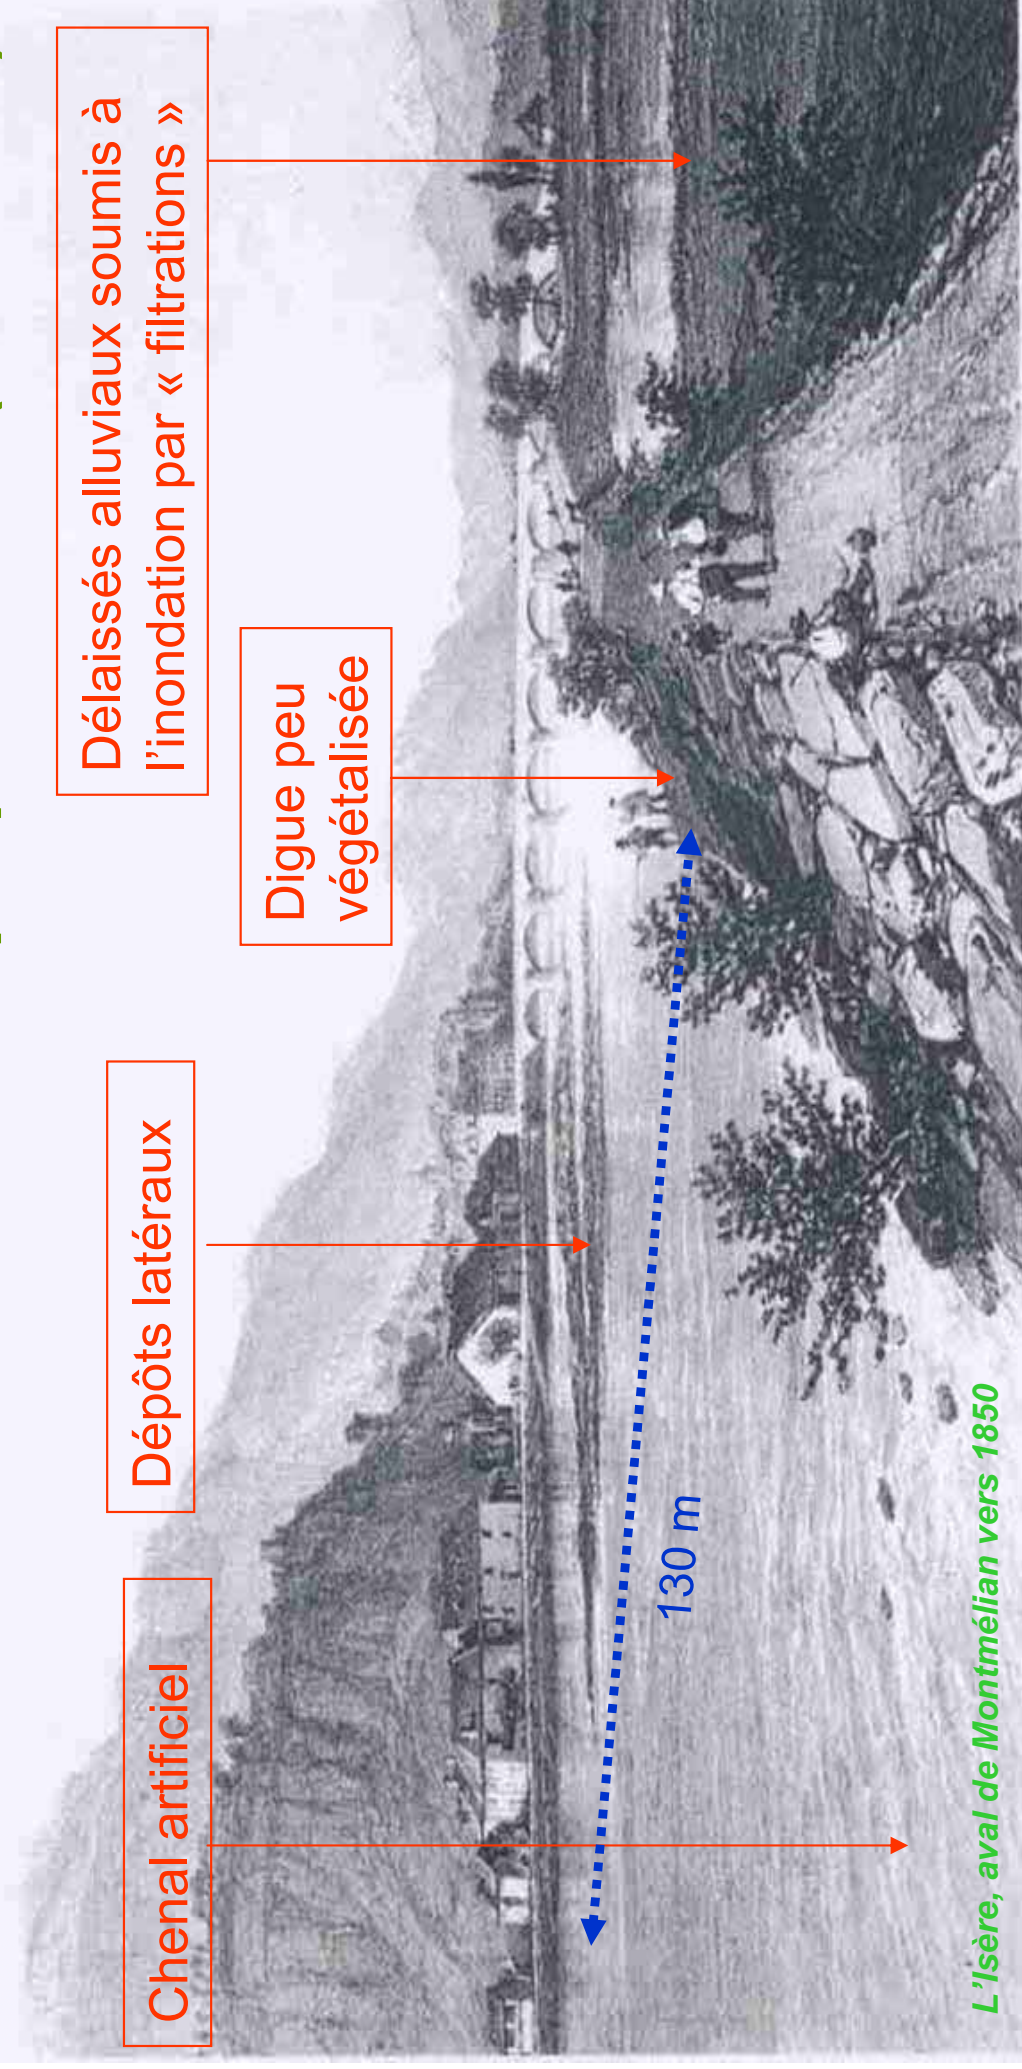 Chenal artificiel
Dépôts latéraux
Digue peu
végétalisée
Délaissés alluviaux soumis à
l'inondation par « filtrations »
130 m
L'Isère, aval de Montmélian vers 1850